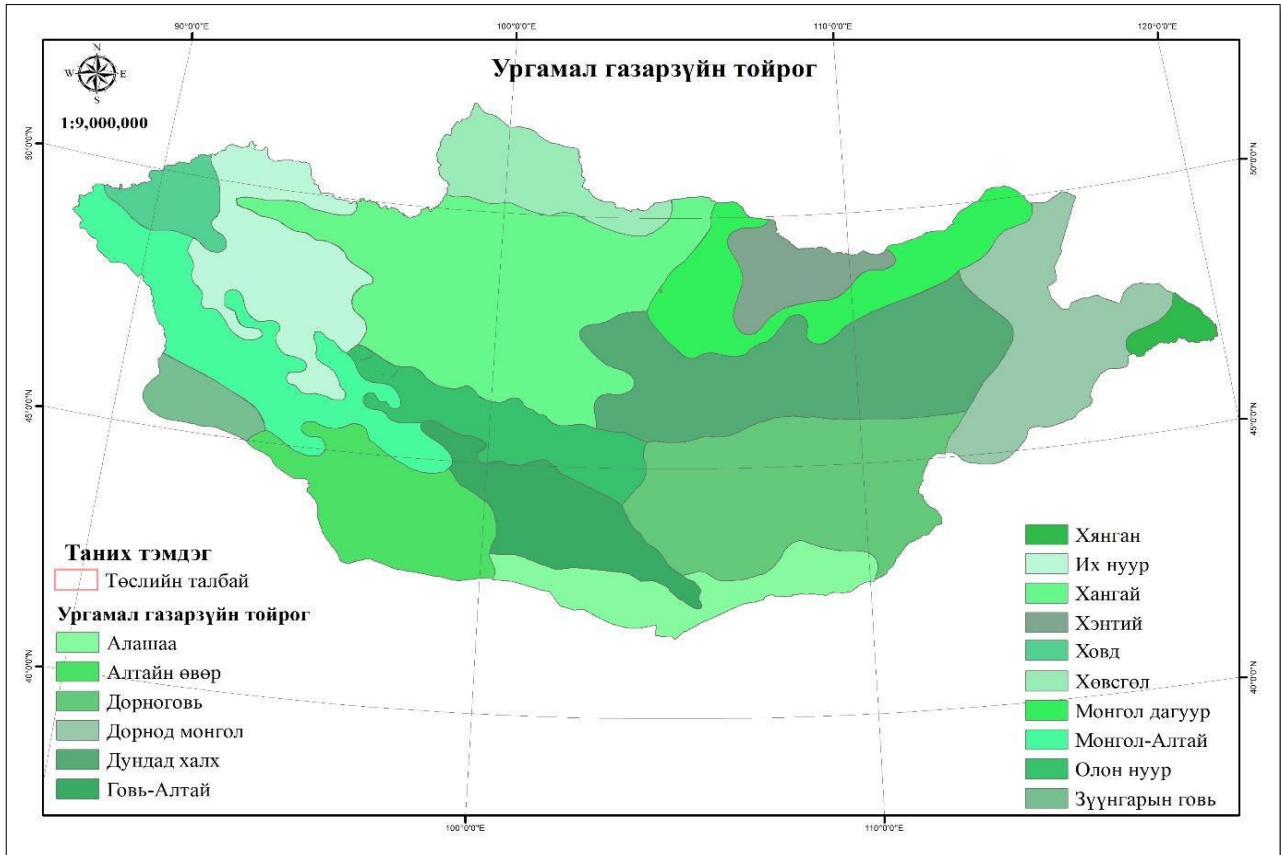 90°0'0"E
100°0'0"E
110°0'0"E
120°0'0"E
N
W E
S
Ургамал газарзүйн тойрог
1:9,000,000
50°0'0"N
50°0'0"N
45°0'0"N
45°0'0"N
40°0'0"N
40°0'0"N
Таних тэмдэг
Төслийн талбай
Ургамал газарзүйн тойрог
Алашаа
Алтайн өвөр
Дорноговь
Дорнод монгол
Дундад халх
Говь-Алтай
Хянган
Их нуур
Хангай
Хэнтий
Ховд
Хөвсгөл
Монгол дагуур
Монгол-Алтай
Олон нуур
Зүүнгарын говь
100°0'0"E
110°0'0"E